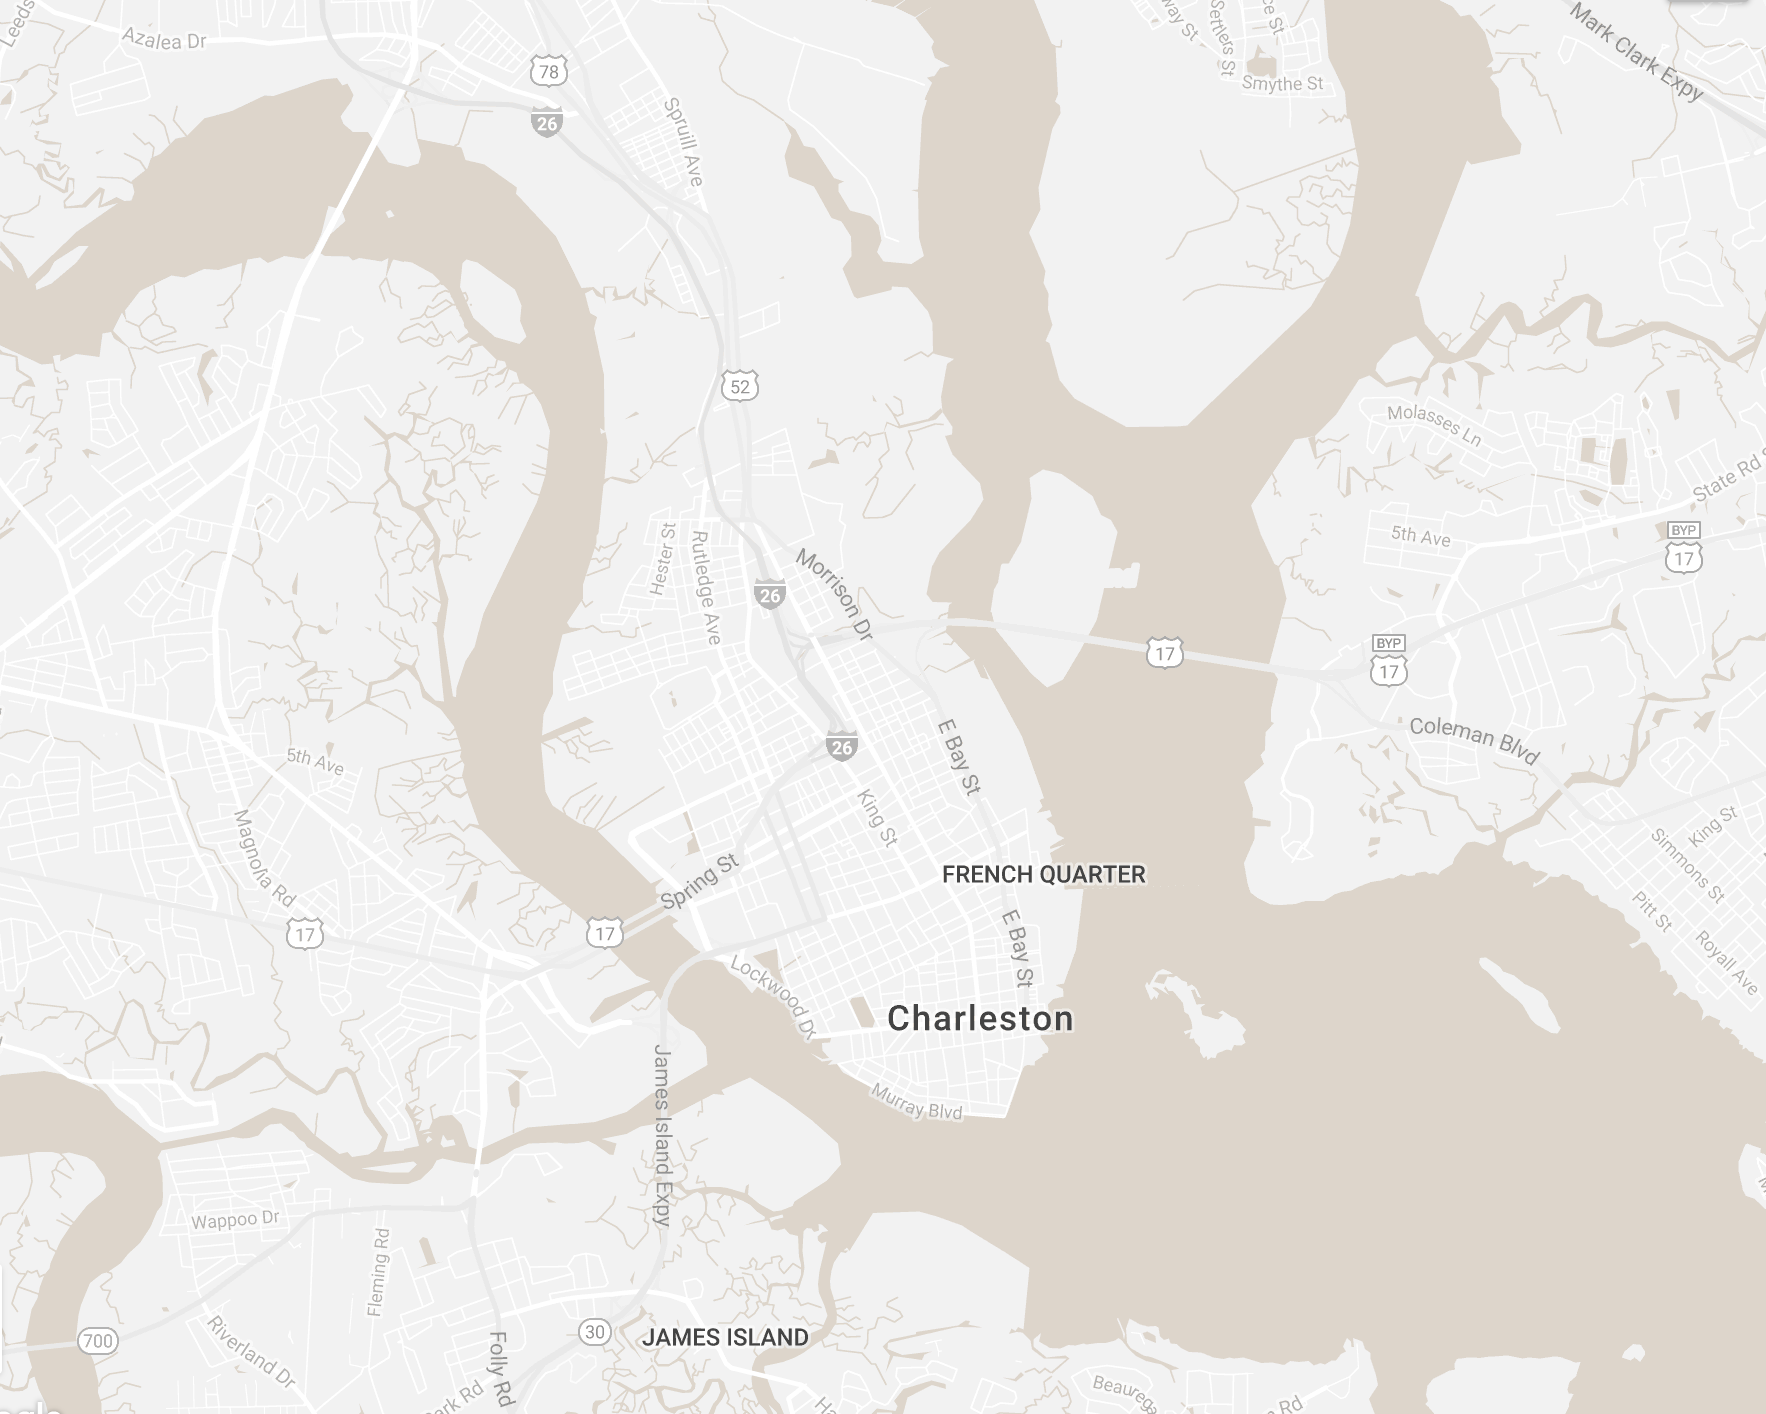 Leeds
Azalea Dr
78
26
Spruill Ave
Settlers St
Smythe St
Mark Clark Expy
52
Molasses Ln
State Rd
5th Ave
BYP
17
Hester St
Rutledge Ave
Morrison Dr
26
17
BYP
17
Coleman Blvd
E Bay St
26
King St
5th Ave
Magnolia Rd
Spring St
FRENCH QUARTER
King St
Simmons St
Pitt St
Royall Ave
17
17
E Bay St
Lockwood Dr
Charleston
James Island Expy
Murray Blvd
Wappoo Dr
Fleming Rd
Riverland Dr
700
Folly Rd
30
JAMES ISLAND
ark Rd
Beaurega
Rd